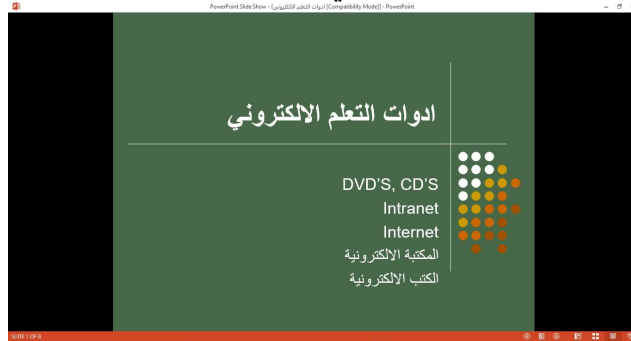 PowerPoint Slide Show - [ادوات التعلم الالكتروني [Compatibility Mode]] - PowerPoint
ادوات التعلم الالكتروني
DVD'S, CD'S
Intranet
Internet
المكتبة الالكترونية
الكتب الالكترونية
SLIDE 1 OF 8